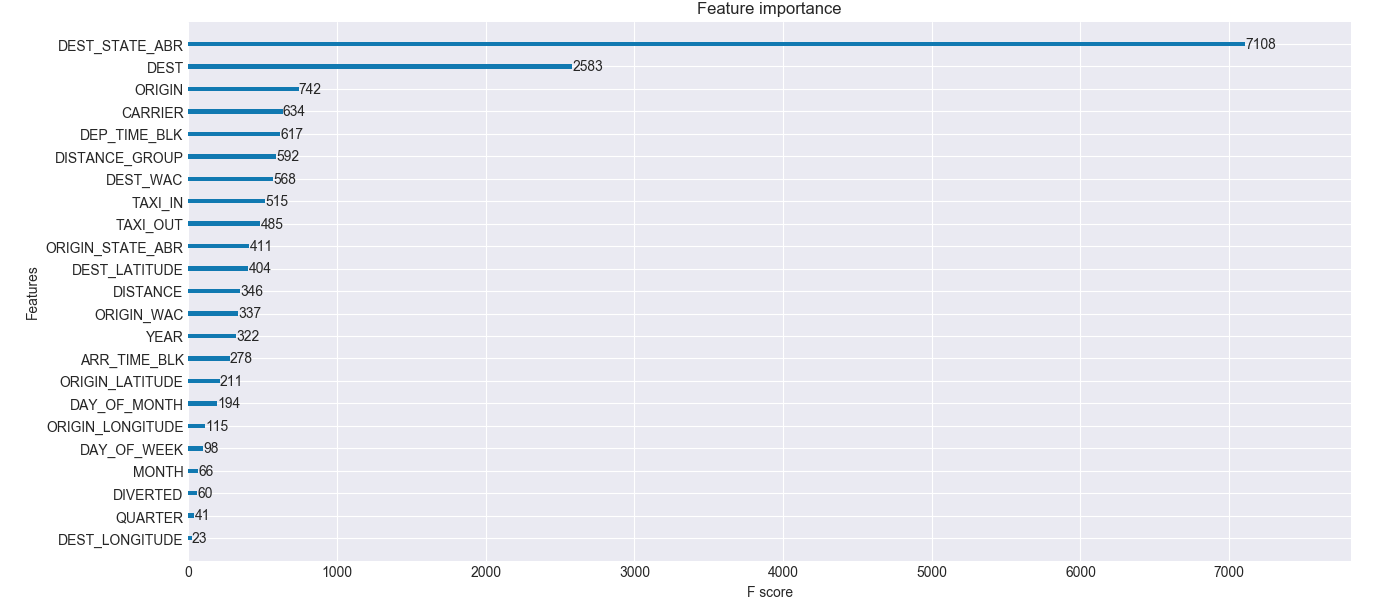 Feature importance
DEST_STATE_ABR 7108
DEST 2583
ORIGIN 742
CARRIER 634
DEP_TIME_BLK 617
DISTANCE_GROUP 592
DEST_WAC 568
TAXI_IN 515
TAXI_OUT 485
ORIGIN_STATE_ABR 411
DEST_LATITUDE 404
DISTANCE 346
ORIGIN_WAC 337
YEAR 322
ARR_TIME_BLK 278
ORIGIN_LATITUDE 211
DAY_OF_MONTH 194
ORIGIN_LONGITUDE 115
DAY_OF_WEEK 98
MONTH 66
DIVERTED 60
QUARTER 41
DEST_LONGITUDE 23
Features
0 1000 2000 3000 4000 5000 6000 7000
F score